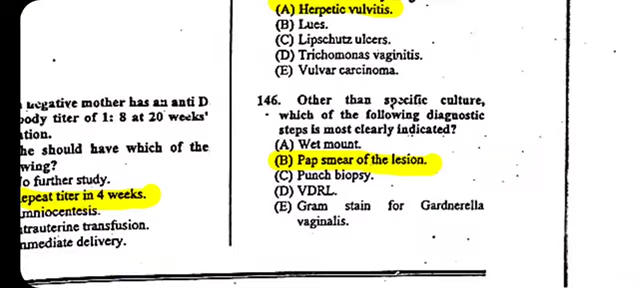 negative mother has an anti D
body titer of 1: 8 at 20 weeks'
tion.
he should have which of the
wing?
o further study.
epeat titer in 4 weeks.
mniocentesis.
trauterine transfusion.
mmediate delivery.
(A) Herpetic vulvitis.
(B) Lues.
(C) Lipschutz ulcers.
(D) Trichomonas vaginitis.
(E) Vulvar carcinoma.
146. Other than specific culture,
which of the following diagnostic
steps is most clearly indicated?
(A) Wet mount.
(B) Pap smear of the lesion.
(C) Punch biopsy.
(D) VDRL.
(E) Gram stain for Gardnerella
vaginalis.